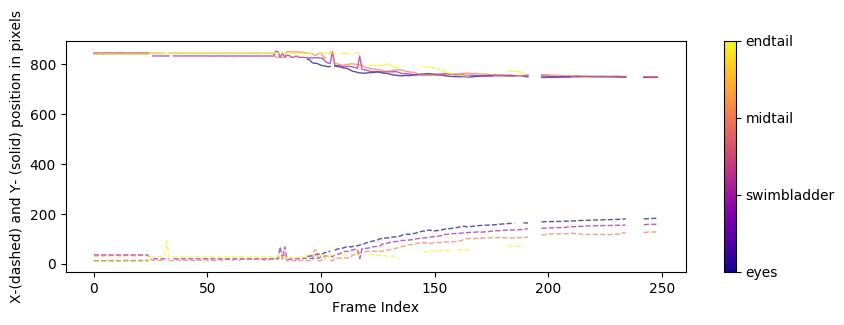 X-(dashed) and Y- (solid) position in pixels
800
600
400
200
0
0
50
100
150
200
250
Frame Index
endtail
midtail
swimbladder
eyes